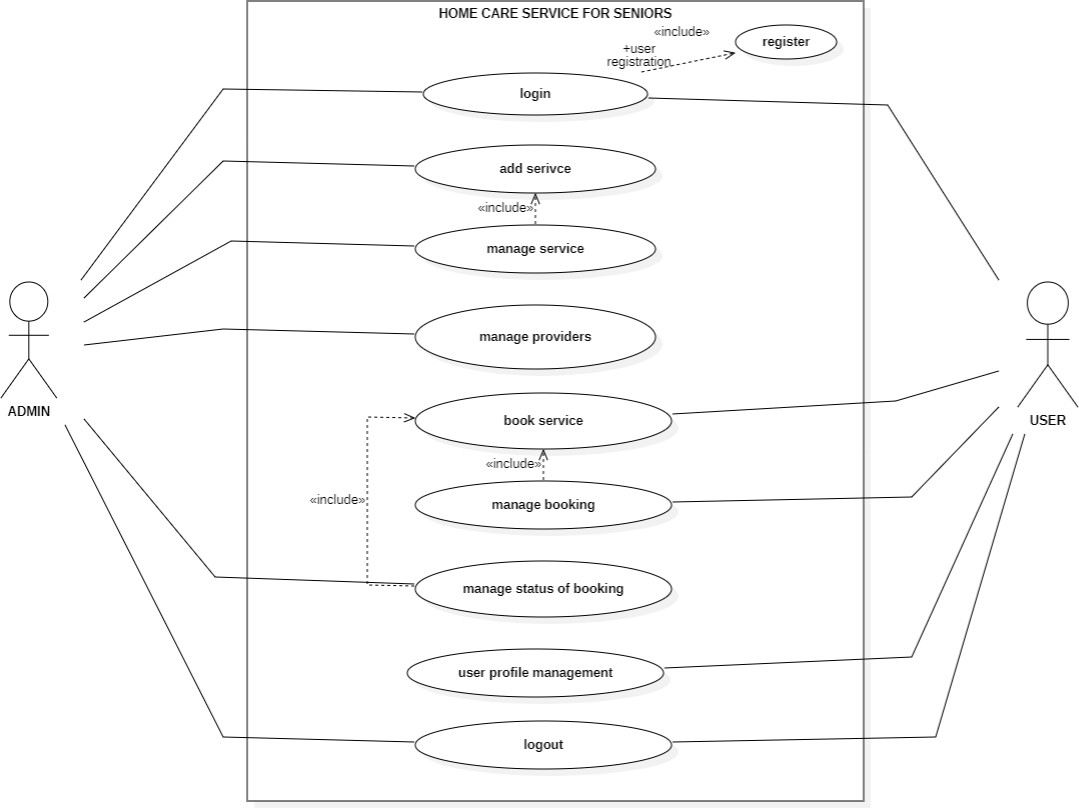 HOME CARE SERVICE FOR SENIORS
«include»
register
+user
registration
login
add serivce
«include»
manage service
manage providers
ADMIN
book service
USER
«include»
manage booking
«include»
manage status of booking
user profile management
logout